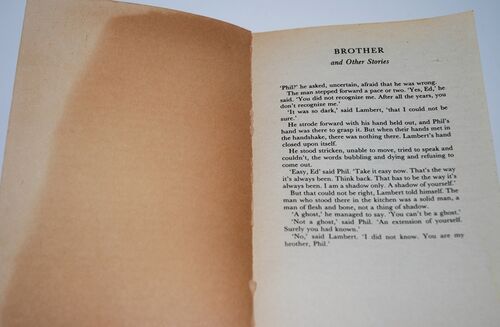 BROTHER
and Other Stories
'Phil?' he asked, uncertain, afraid that he was wrong.
The man stepped forward a pace or two. 'Yes, Ed,' he
said. 'You did not recognize me. After all the years, you
don't recognize me.'
'It was so dark,' said Lambert, 'that I could not be
sure.'
He strode forward with his hand held out, and Phil's
hand was there to grasp it. But when their hands met in
the handshake, there was nothing there. Lambert's hand
closed upon itself.
He stood stricken, unable to move, tried to speak and
couldn't, the words bubbling and dying and refusing to
come out.
'Easy, Ed' said Phil. 'Take it easy now. That's the way
it's always been. Think back. That has to be the way it's
always been. I am a shadow only. A shadow of yourself.'
But that could not be right, Lambert told himself. The
man who stood there in the kitchen was a solid man, a
man of flesh and bone, not a thing of shadow.
'A ghost,' he managed to say. 'You can't be a ghost.'
'Not a ghost,' said Phil. 'An extension of yourself.
Surely you had known.'
'No,' said Lambert. 'I did not know. You are my
brother, Phil.'